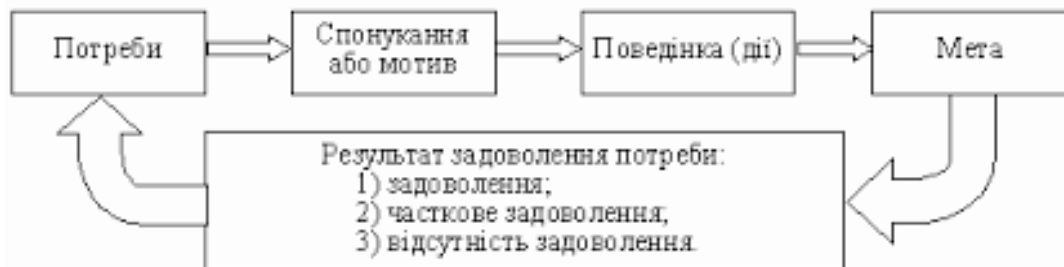 Потреби
Спонукання
або мотив
Поведінка (дії)
Мета
Результат задоволення потреби:
1) задоволення;
2) часткове задоволення;
3) відсутність задоволення.